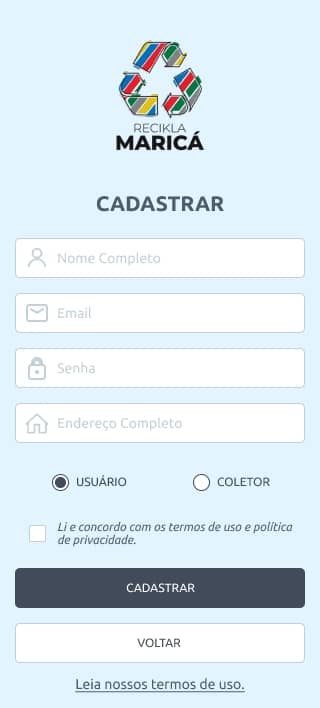 RECIKLA
MARICÁ
CADASTRAR
Nome Completo
Email
Senha
Endereço Completo
USUÁRIO
COLETOR
Li e concordo com os termos de uso e política
de privacidade.
CADASTRAR
VOLTAR
Leia nossos termos de uso.